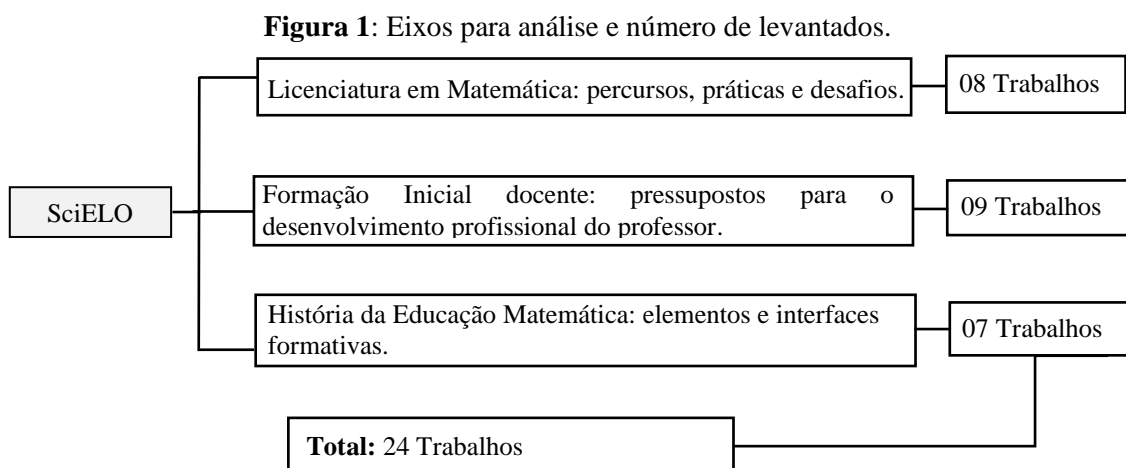 Figura 1: Eixos para análise e número de levantados.
Licenciatura em Matemática: percursos, práticas e desafios.
08 Trabalhos
SciELO
Formação Inicial docente: pressupostos para o
desenvolvimento profissional do professor.
09 Trabalhos
História da Educação Matemática: elementos e interfaces
formativas.
07 Trabalhos
Total: 24 Trabalhos